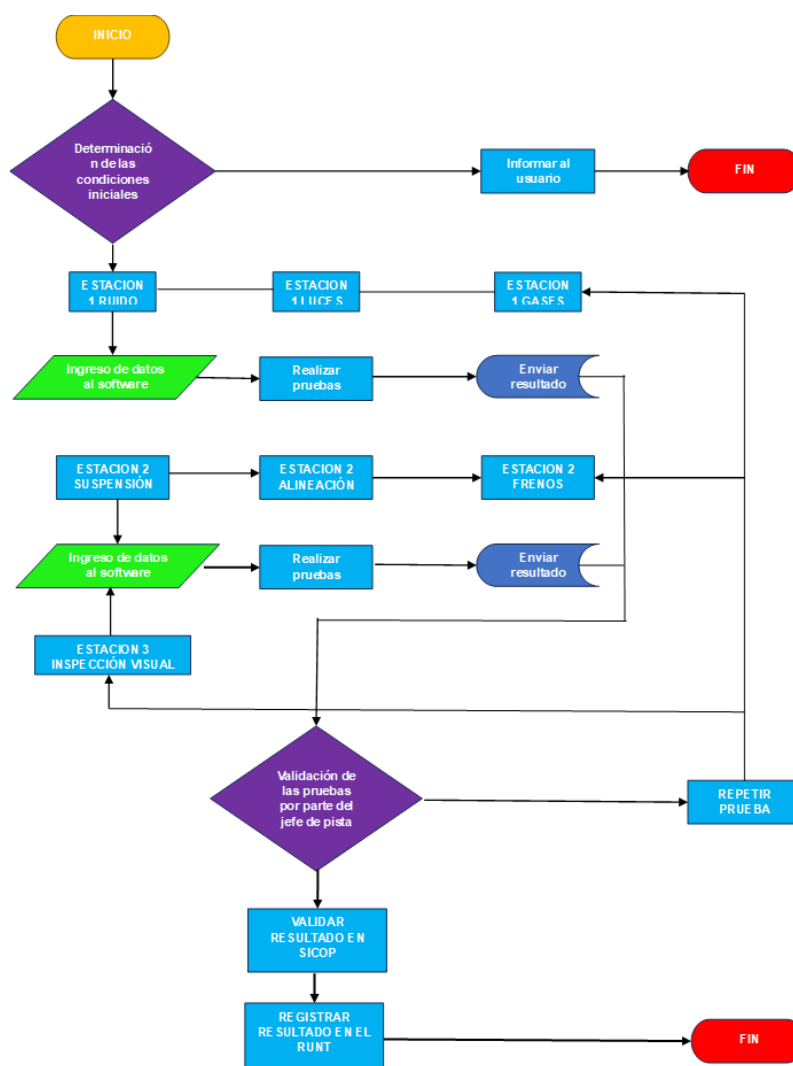 INICIO
Determinació
n de las
condiciones
iniciales
Informar al
usuario
FIN
ESTACION
1 RUIDO
ESTACION
1 LUCES
ESTACION
1 GASES
Ingreso de datos
al software
Realizar
pruebas
Enviar
resultado
ESTACION 2
SUSPENSIÓN
ESTACION 2
ALINEACIÓN
ESTACION 2
FRENOS
Ingreso de datos
al software
Realizar
pruebas
Enviar
resultado
ESTACION 3
INSPECCIÓN VISUAL
Validación de
las pruebas
por parte del
jefe de pista
REPETIR
PRUEBA
VALIDAR
RESULTADO EN
SICOP
REGISTRAR
RESULTADO EN EL
RUNT
FIN